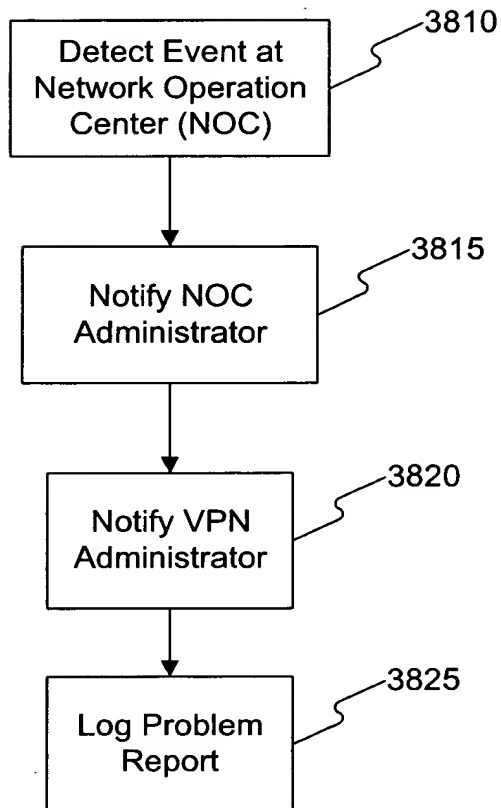 Detect Event at
Network Operation
Center (NOC)
3810
Notify NOC
Administrator
3815
Notify VPN
Administrator
3820
Log Problem
Report
3825